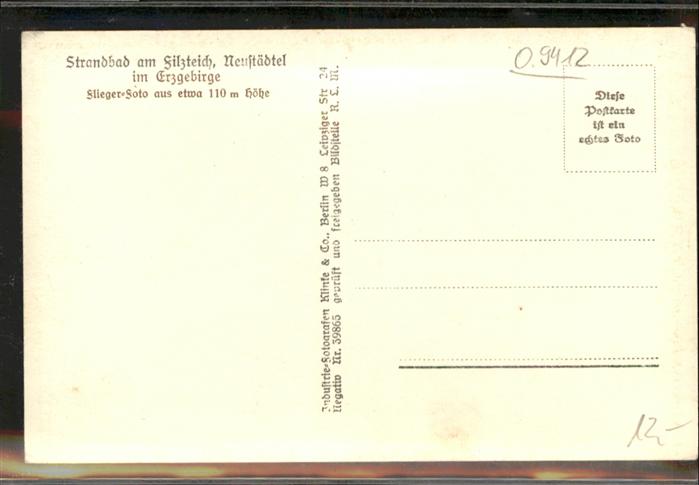 Strandbad am Filzteich, Neustädtel
im Erzgebirge
Flieger-Foto aus etwa 110 m Höhe
Industrie-Fotografen Klinke & Co., Berlin W 8 Leipziger Str 24
Negativ Nr. 39865 geprüft und freigegeben Bildstelle R. L. M.
0.9412
Diese
Postkarte
ist ein
echtes Foto
12,-